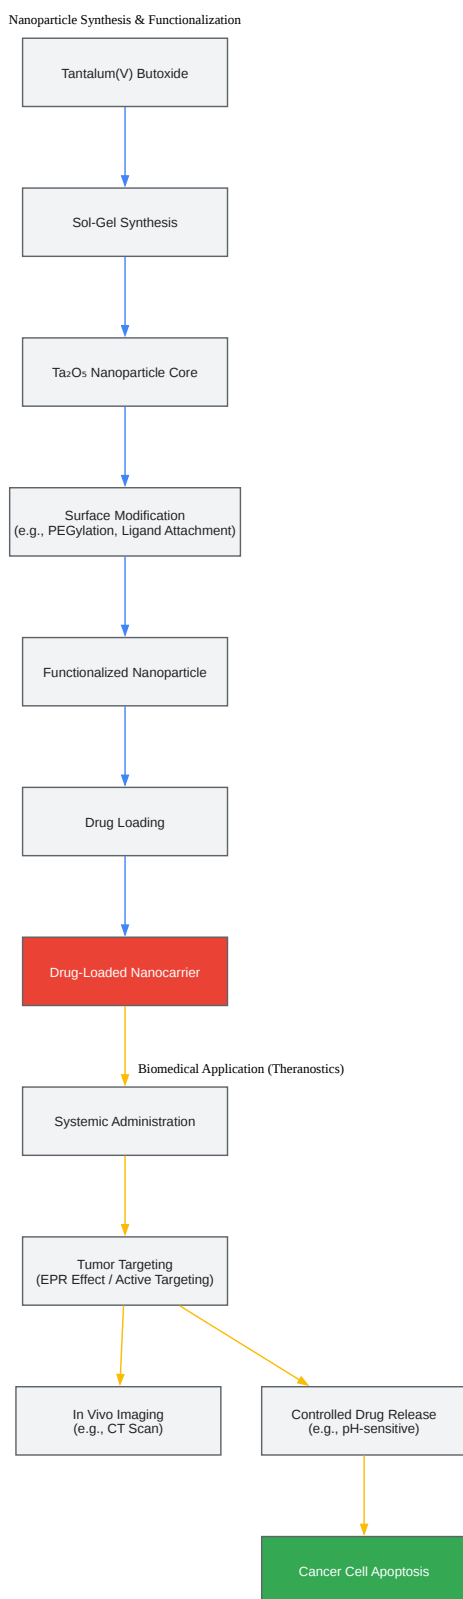 Nanoparticle Synthesis & Functionalization
Tantalum(V) Butoxide
Sol-Gel Synthesis
Ta₂O₅ Nanoparticle Core
Surface Modification
(e.g., PEGylation, Ligand Attachment)
Functionalized Nanoparticle
Drug Loading
Drug-Loaded Nanocarrier
Biomedical Application (Theranostics)
Systemic Administration
Tumor Targeting
(EPR Effect / Active Targeting)
In Vivo Imaging
(e.g., CT Scan)
Controlled Drug Release
(e.g., pH-sensitive)
Cancer Cell Apoptosis